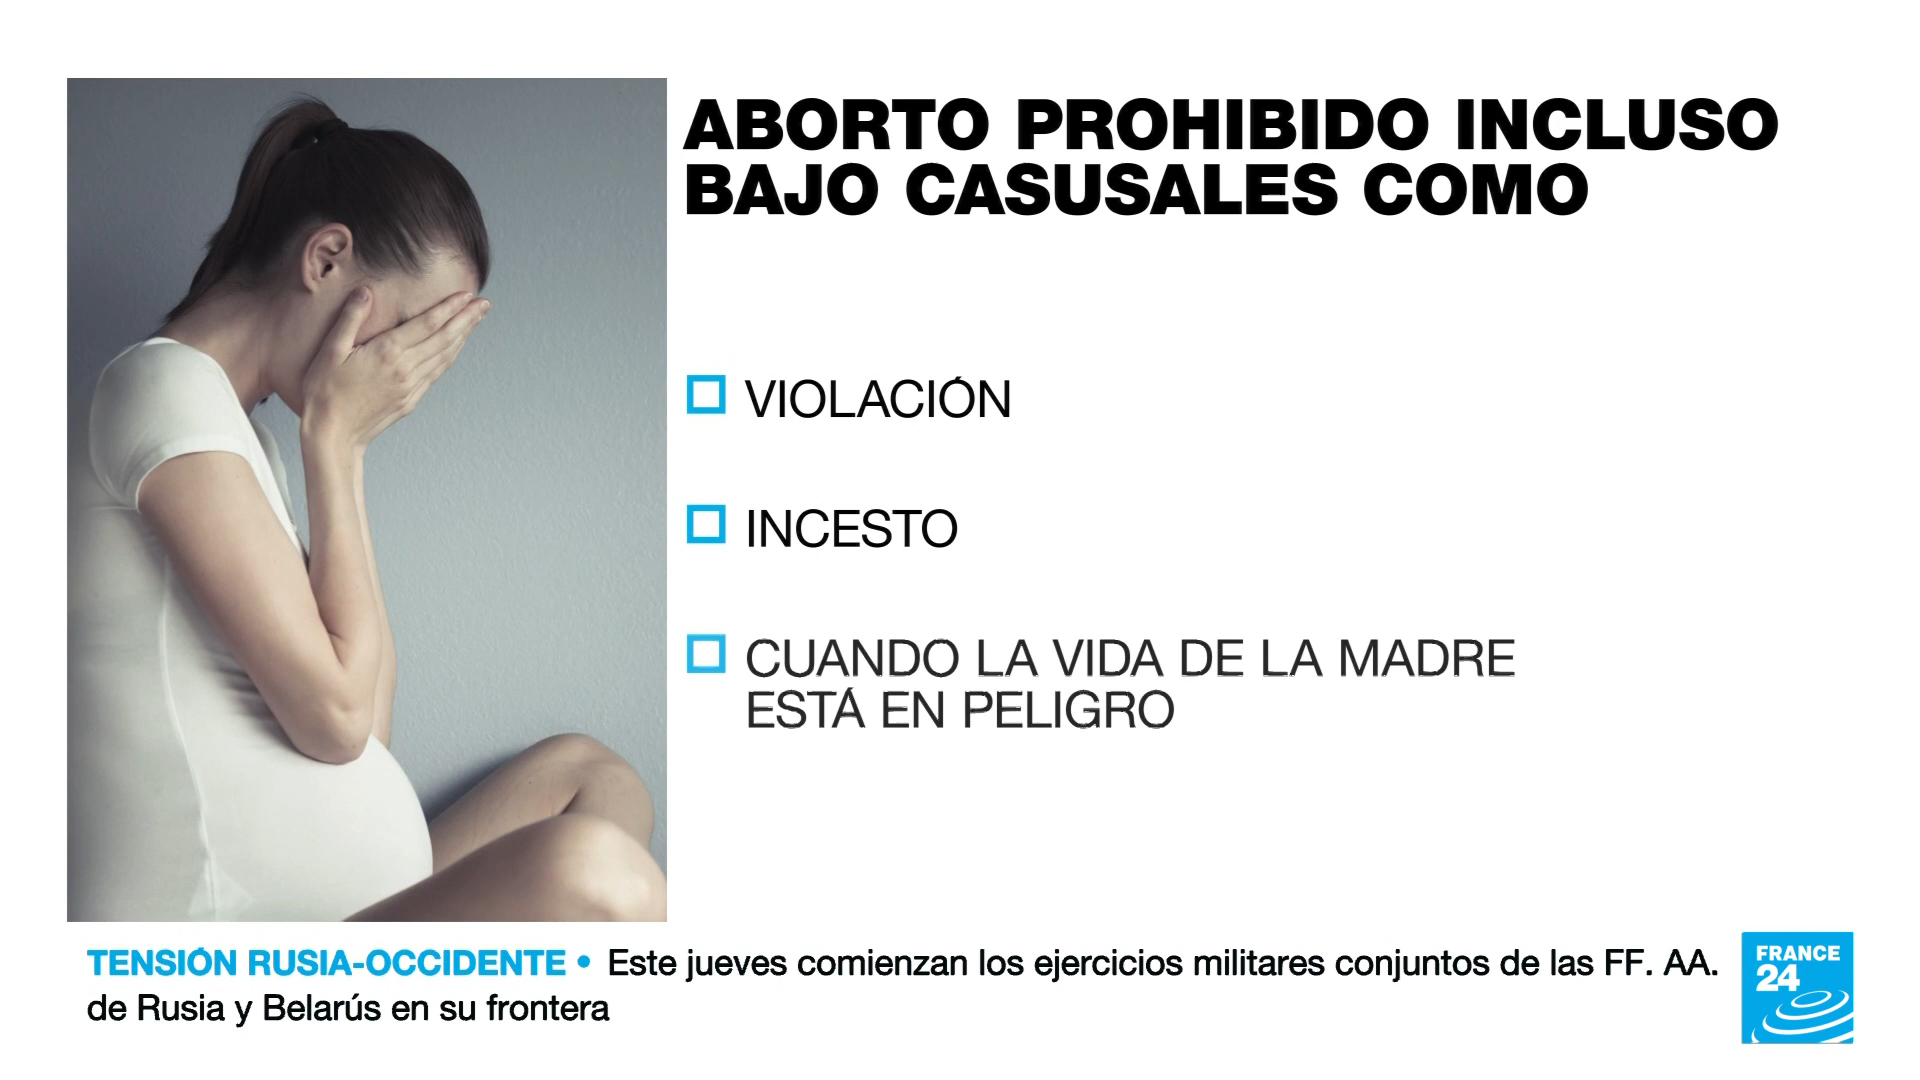 ABORTO PROHIBIDO INCLUSO
BAJO CASUSALES COMO
VIOLACIÓN
INCESTO
CUANDO LA VIDA DE LA MADRE
ESTÁ EN PELIGRO
TENSIÓN RUSIA-OCCIDENTE • Este jueves comienzan los ejercicios militares conjuntos de las FF. AA.
de Rusia y Belarús en su frontera
FRANCE
24